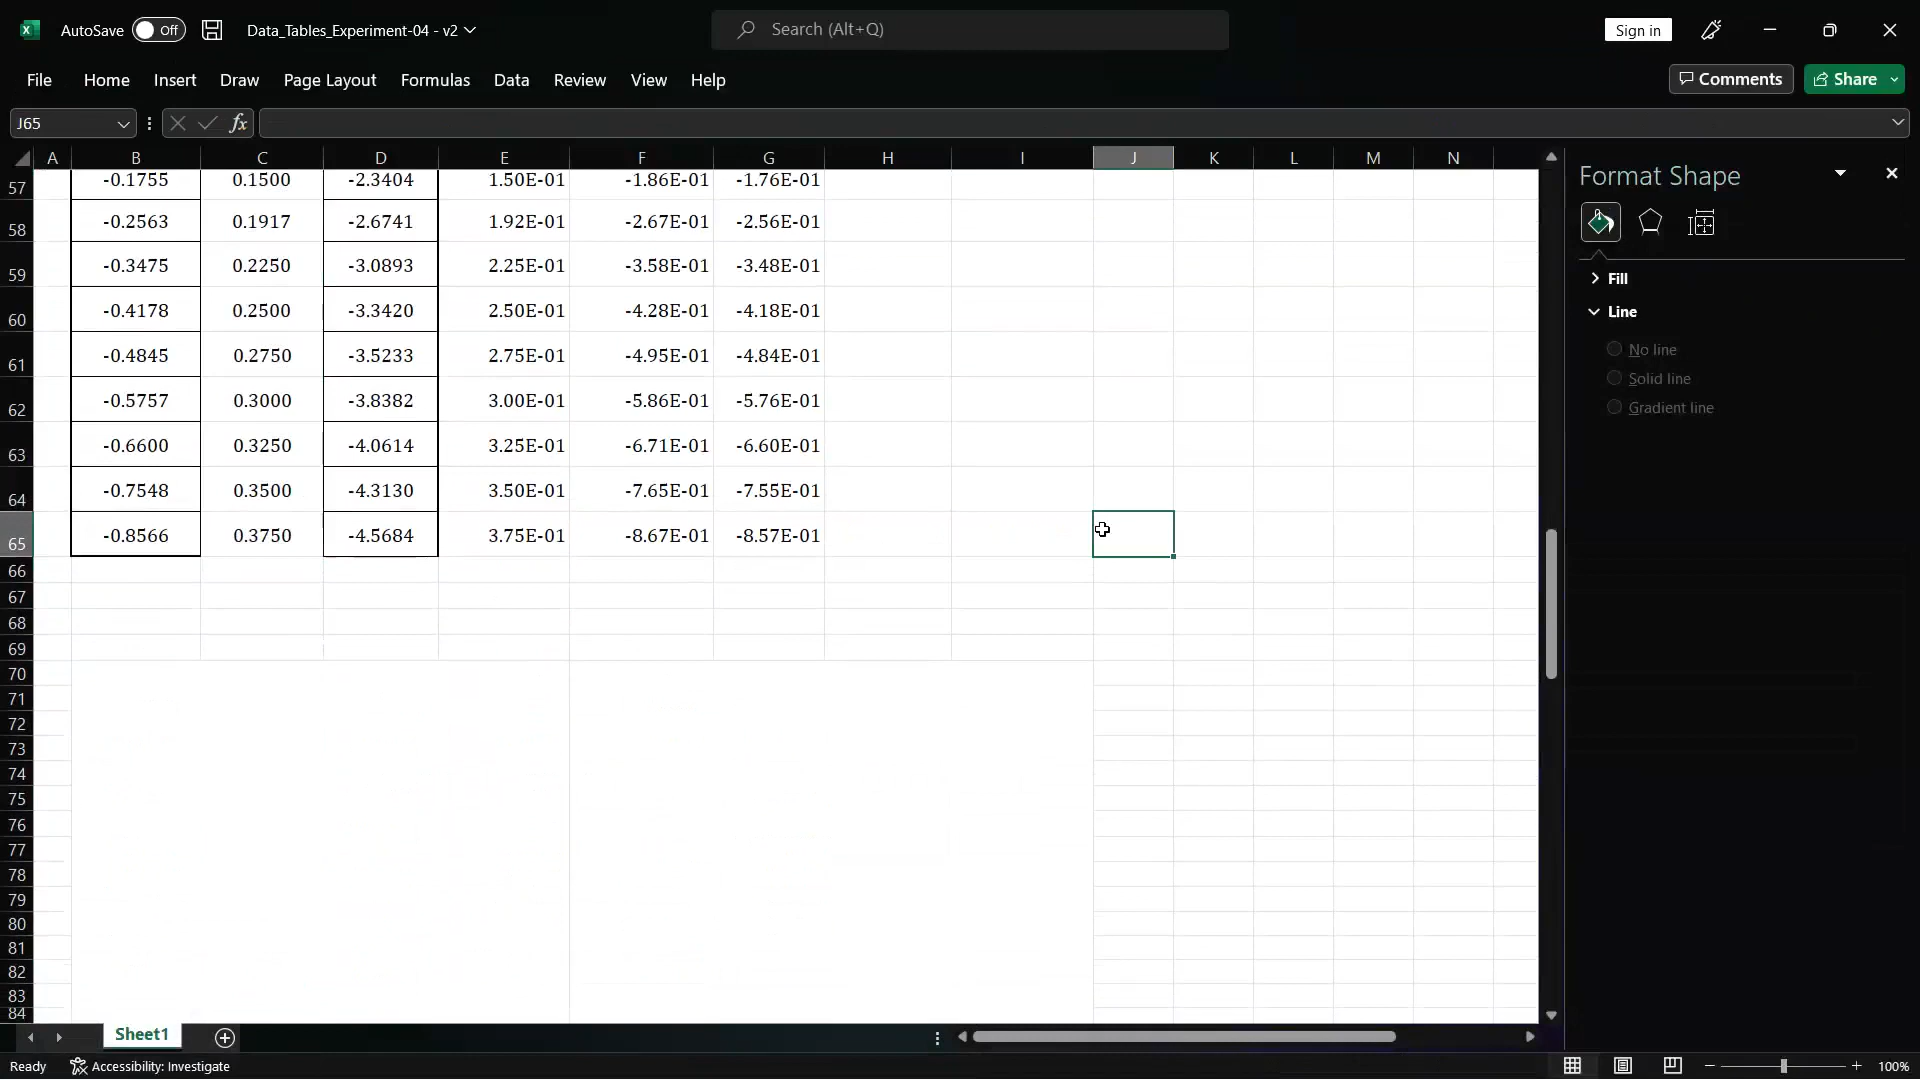 AutoSave Off Data_Tables_Experiment-04 - v2 Search (Alt+Q) Sign in
File Home Insert Draw Page Layout Formulas Data Review View Help Comments Share
J65 fx
A B C D E F G H I J K L M N
57 -0.1755 0.1500 -2.3404 1.50E-01 -1.86E-01 -1.76E-01
58 -0.2563 0.1917 -2.6741 1.92E-01 -2.67E-01 -2.56E-01
59 -0.3475 0.2250 -3.0893 2.25E-01 -3.58E-01 -3.48E-01
60 -0.4178 0.2500 -3.3420 2.50E-01 -4.28E-01 -4.18E-01
61 -0.4845 0.2750 -3.5233 2.75E-01 -4.95E-01 -4.84E-01
62 -0.5757 0.3000 -3.8382 3.00E-01 -5.86E-01 -5.76E-01
63 -0.6600 0.3250 -4.0614 3.25E-01 -6.71E-01 -6.60E-01
64 -0.7548 0.3500 -4.3130 3.50E-01 -7.65E-01 -7.55E-01
65 -0.8566 0.3750 -4.5684 3.75E-01 -8.67E-01 -8.57E-01
66
67
68
69
70
71
72
73
74
75
76
77
78
79
80
81
82
83
84
Format Shape
Fill
Line
No line
Solid line
Gradient line
Sheet1
Ready Accessibility: Investigate 100%